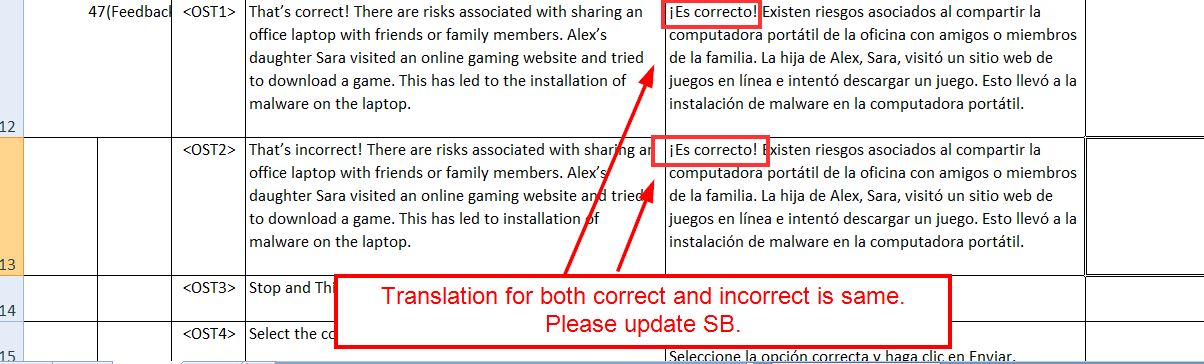 47(Feedback
<OST1>
That’s correct! There are risks associated with sharing an
office laptop with friends or family members. Alex’s
daughter Sara visited an online gaming website and tried
to download a game. This has led to the installation of
malware on the laptop.
¡Es correcto! Existen riesgos asociados al compartir la
computadora portátil de la oficina con amigos o miembros
de la familia. La hija de Alex, Sara, visitó un sitio web de
juegos en línea e intentó descargar un juego. Esto llevó a la
instalación de malware en la computadora portátil.
12
<OST2>
That’s incorrect! There are risks associated with sharing an
office laptop with friends or family members. Alex’s
daughter Sara visited an online gaming website and tried
to download a game. This has led to installation of
malware on the laptop.
¡Es correcto! Existen riesgos asociados al compartir la
computadora portátil de la oficina con amigos o miembros
de la familia. La hija de Alex, Sara, visitó un sitio web de
juegos en línea e intentó descargar un juego. Esto llevó a la
instalación de malware en la computadora portátil.
13
<OST3>
Stop and
14
<OST4>
Select the
15
Translation for both correct and incorrect is same.
Please update SB.
Seleccione la opción correcta y haga clic en Enviar.